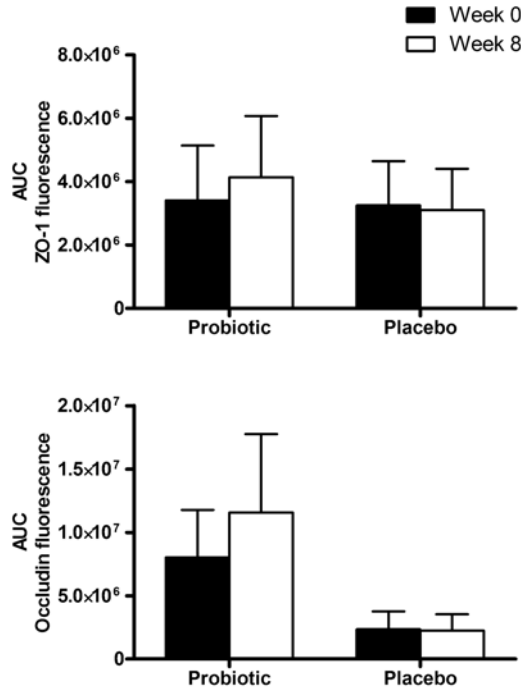 Week 0
Week 8
8.0×10⁶
6.0×10⁶
4.0×10⁶
2.0×10⁶
0
AUC
ZO-1 fluorescence
Probiotic Placebo
2.0×10⁷
1.5×10⁷
1.0×10⁷
5.0×10⁶
0
AUC
Occludin fluorescence
Probiotic Placebo